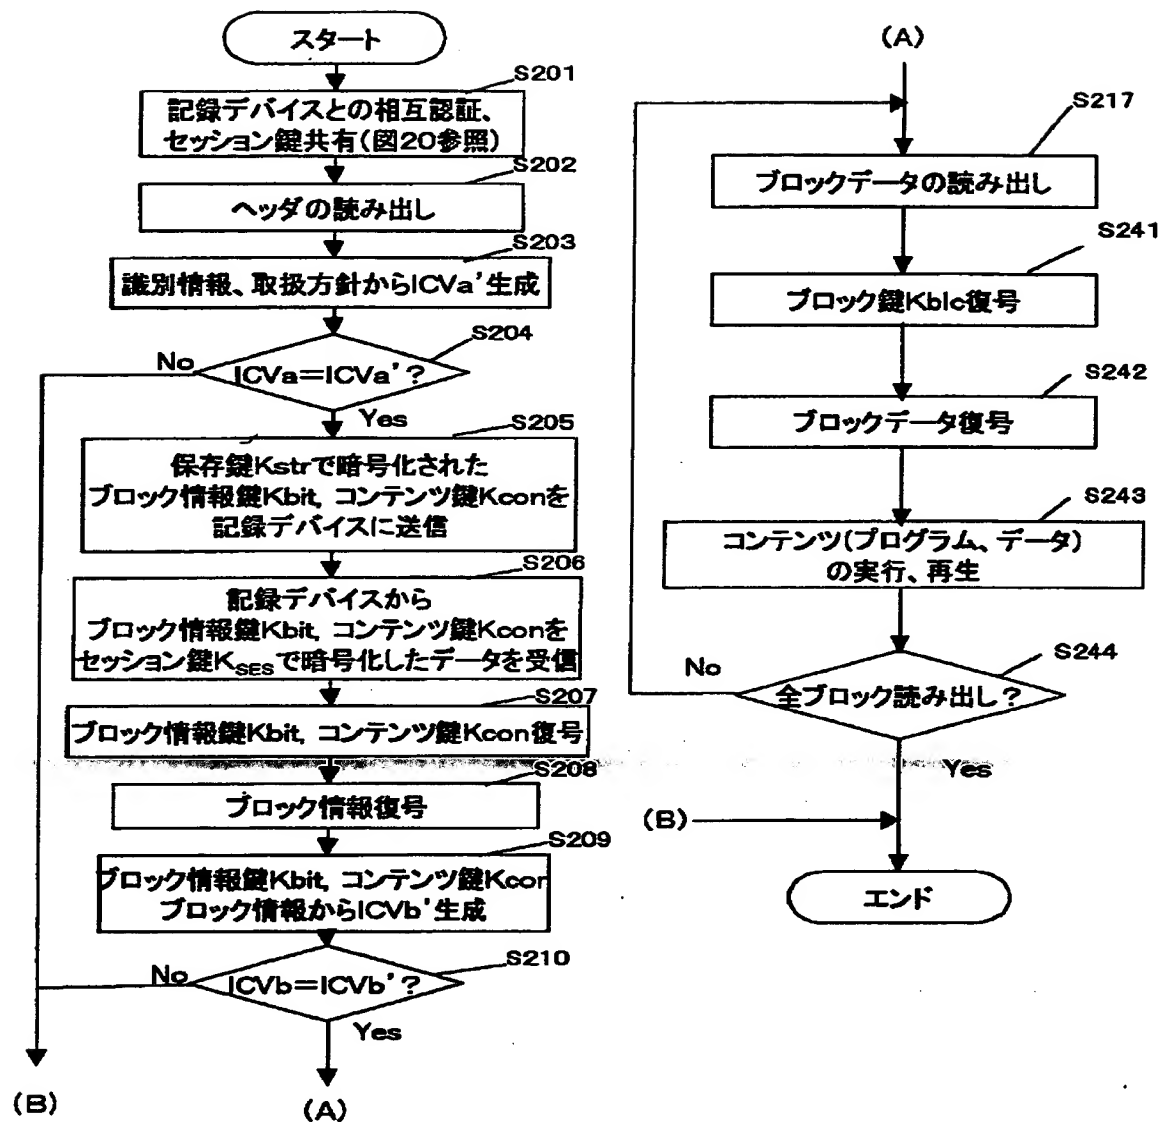 スタート
S201
記録デバイスとの相互認証、
セッション鍵共有(図20参照)
S202
ヘッダの読み出し
S203
識別情報、取扱方針からICVa'生成
S204
ICVa=ICVa'?
No
Yes
S205
保存鍵Kstrで暗号化された
ブロック情報鍵Kbit, コンテンツ鍵Kconを
記録デバイスに送信
S206
記録デバイスから
ブロック情報鍵Kbit, コンテンツ鍵Kconを
セッション鍵KSESで暗号化したデータを受信
S207
ブロック情報鍵Kbit, コンテンツ鍵Kcon復号
S208
ブロック情報復号
S209
ブロック情報鍵Kbit, コンテンツ鍵Kcon
ブロック情報からICVb'生成
S210
ICVb=ICVb'?
No
Yes
(B)
(A)
(A)
S217
ブロックデータの読み出し
S241
ブロック鍵Kblc復号
S242
ブロックデータ復号
S243
コンテンツ(プログラム、データ)
の実行、再生
S244
全ブロック読み出し?
No
Yes
(B)
エンド